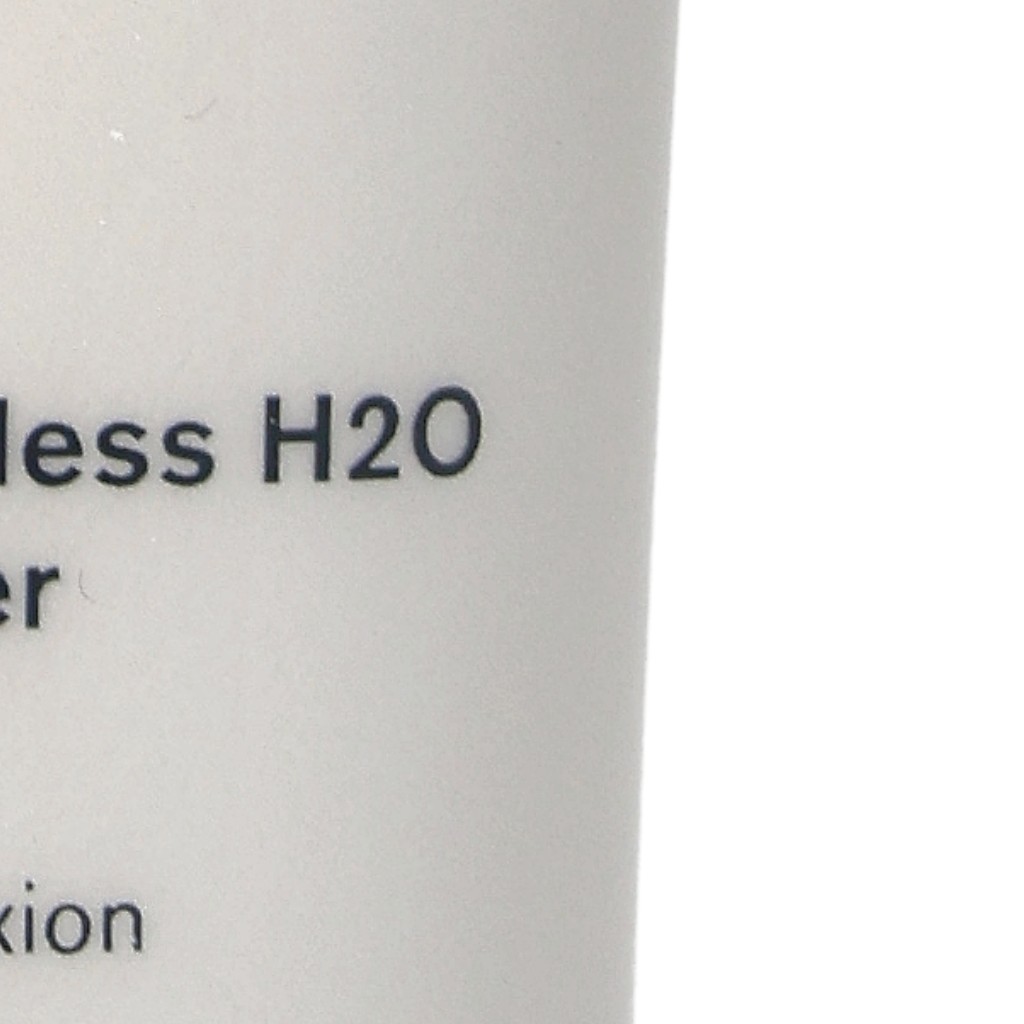 less H2O
er
xion